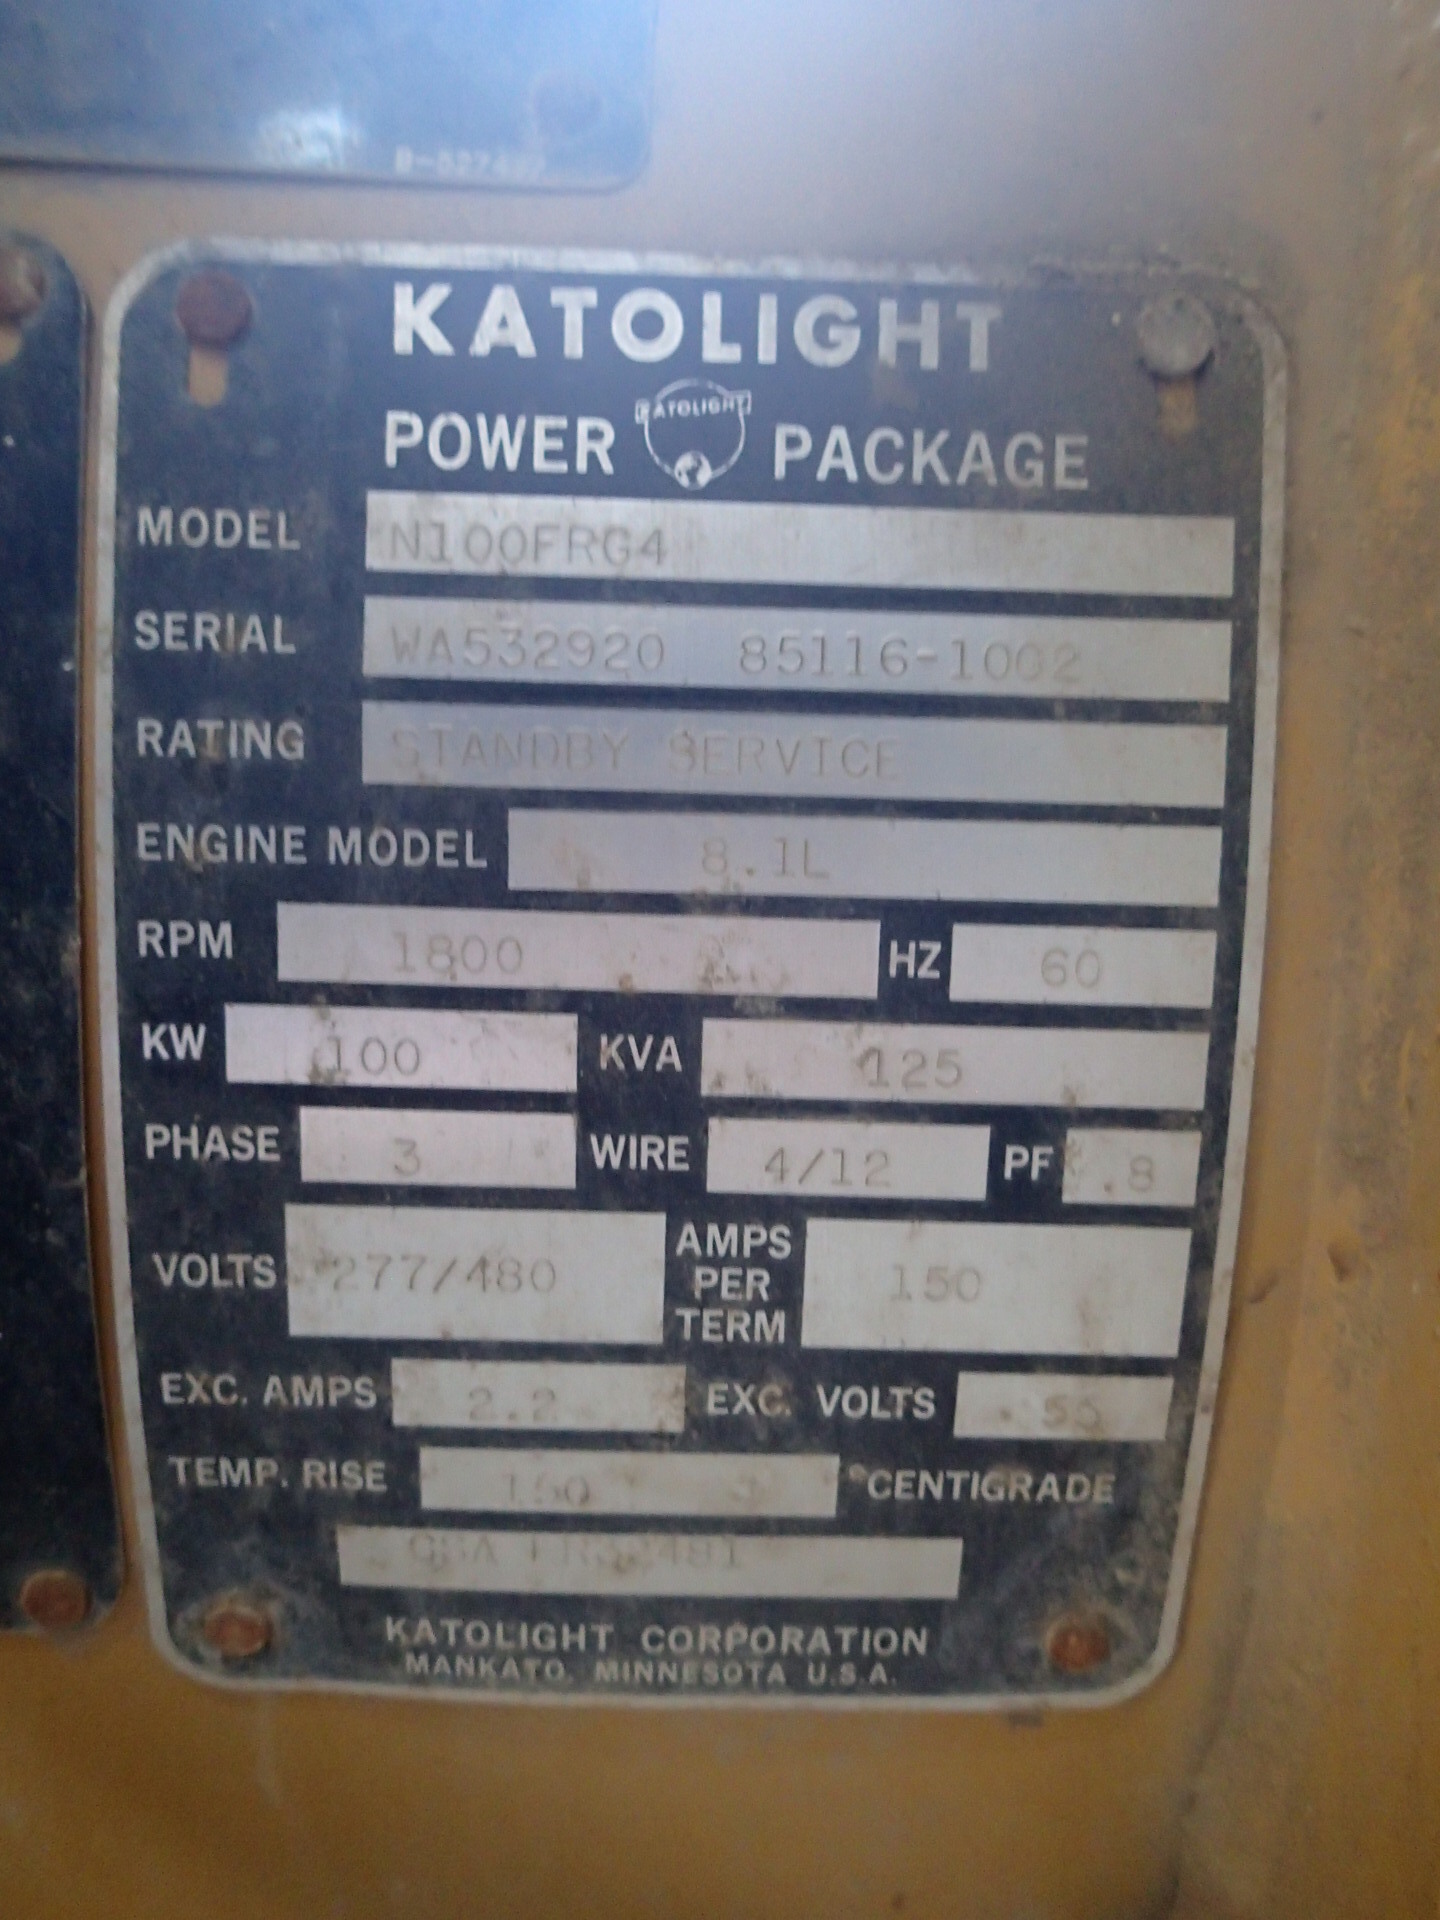 KATOLIGHT
POWER KATOLIGHT PACKAGE
MODEL N100FRG4
SERIAL WA532920 85116-1002
RATING STANDBY SERVICE
ENGINE MODEL 8.1L
RPM 1800 HZ 60
KW 100 KVA 125
PHASE 3 WIRE 4/12 PF .8
VOLTS 277/480 AMPS PER TERM 150
EXC. AMPS 2.2 EXC. VOLTS
TEMP. RISE °CENTIGRADE
KATOLIGHT CORPORATION
MANKATO, MINNESOTA U.S.A.